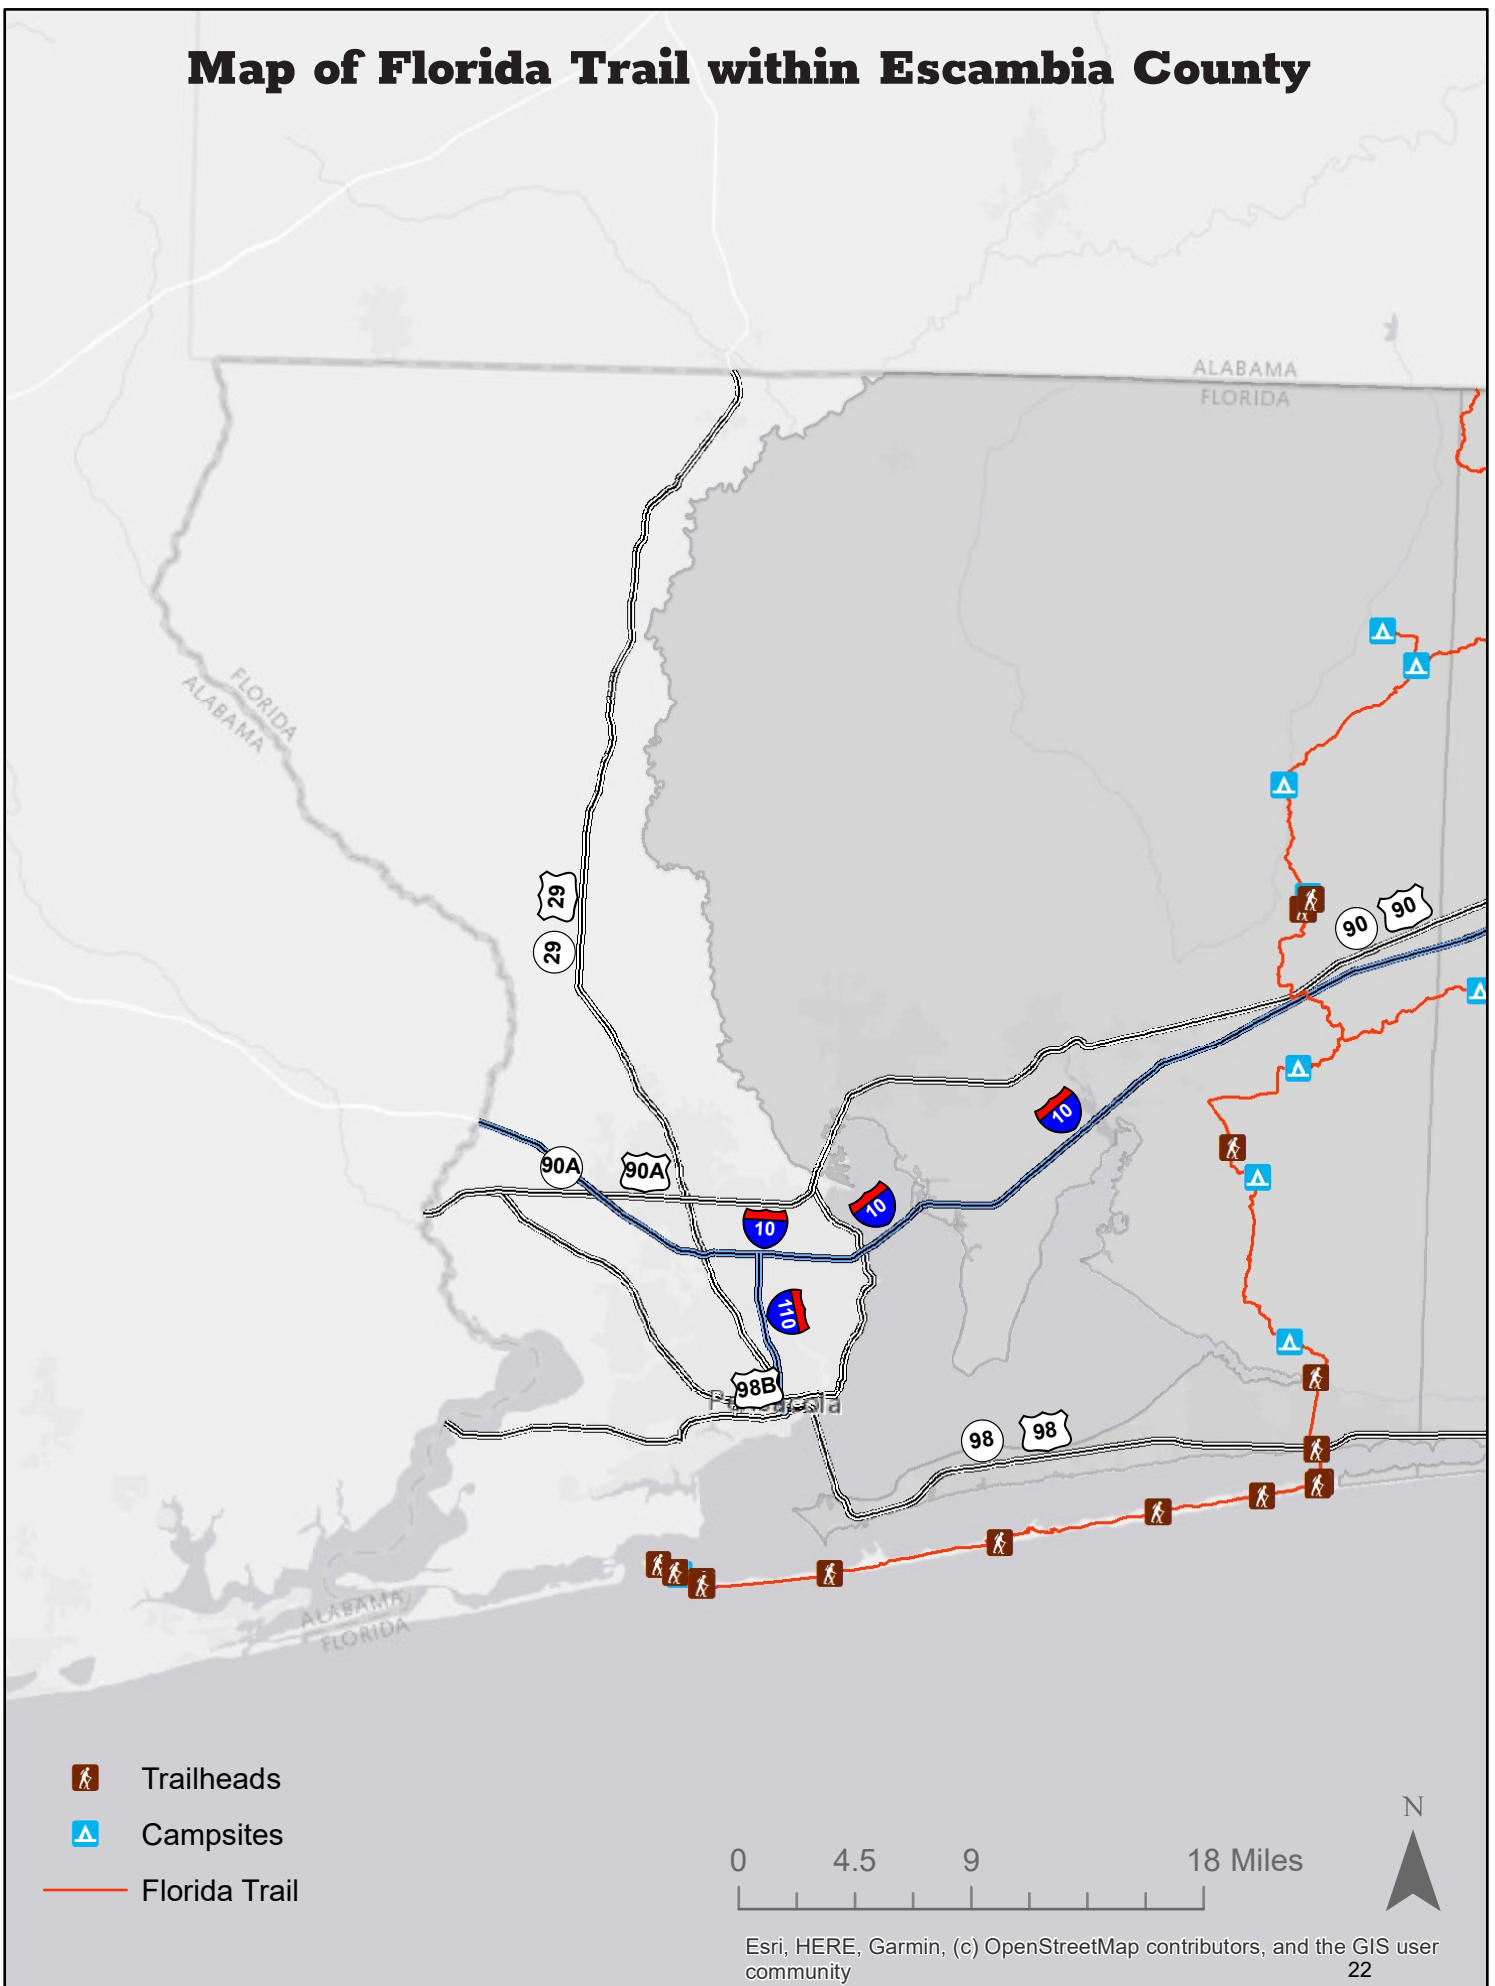 Map of Florida Trail within Escambia County
ALABAMA
FLORIDA
FLORIDA
ALABAMA
29
29
90
90
10
90A
90A
10
10
110
98B
Pensacola
98
98
ALABAMA
FLORIDA
Trailheads
Campsites
Florida Trail
N
0 4.5 9 18 Miles
Esri, HERE, Garmin, (c) OpenStreetMap contributors, and the GIS user
community
22